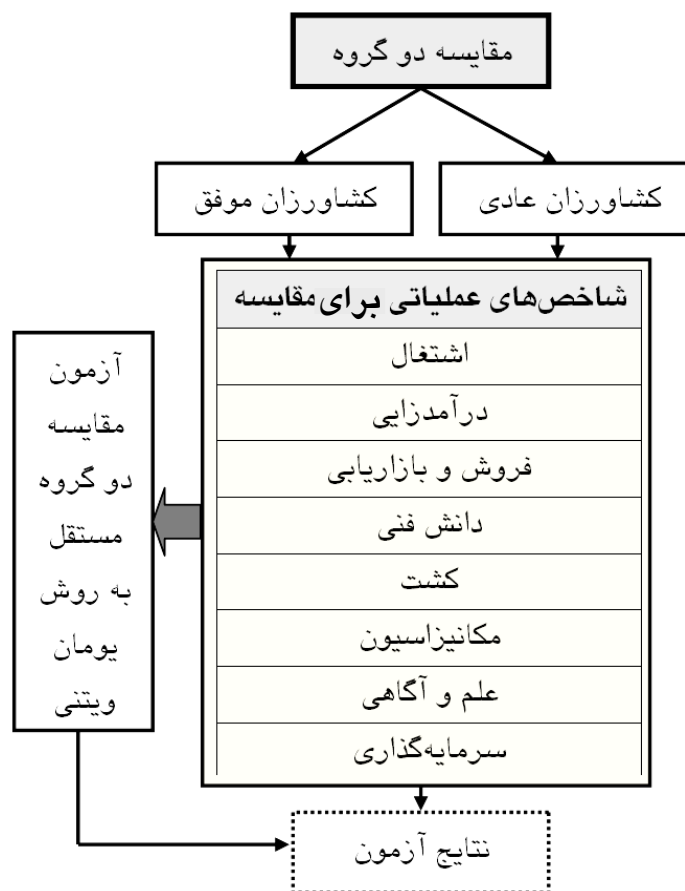 مقایسه دو گروه
کشاورزان عادی
کشاورزان موفق
شاخص‌های عملیاتی برای مقایسه
اشتغال
درآمدزایی
فروش و بازاریابی
دانش فنی
کشت
مکانیزاسیون
علم و آگاهی
سرمایه‌گذاری
آزمون
مقایسه
دو گروه
مستقل
به روش
یومان
ویتنی
نتایج آزمون